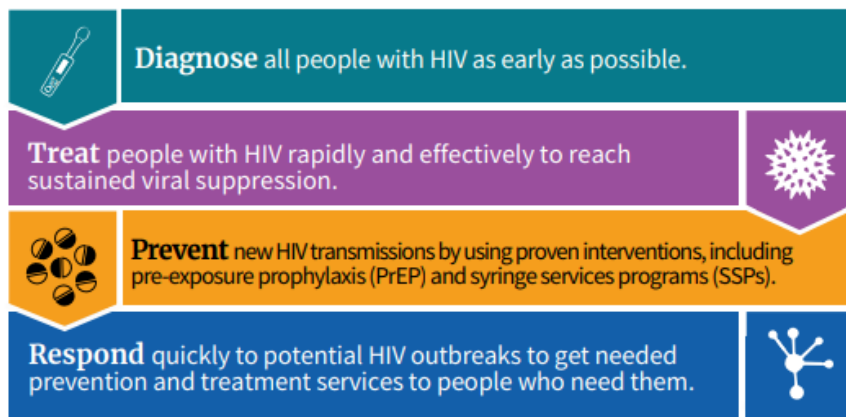 Diagnose all people with HIV as early as possible.
Treat people with HIV rapidly and effectively to reach
sustained viral suppression.
Prevent new HIV transmissions by using proven interventions, including
pre-exposure prophylaxis (PrEP) and syringe services programs (SSPs).
Respond quickly to potential HIV outbreaks to get needed
prevention and treatment services to people who need them.